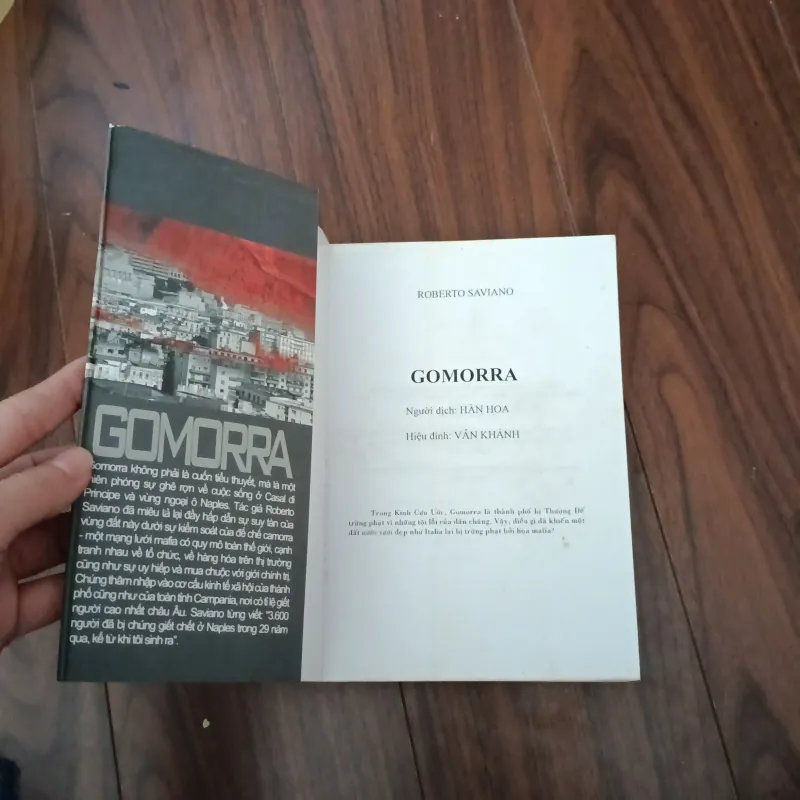 GOMORRA
Gomorra không phải là cuốn tiểu thuyết, mà là một
thiên phóng sự ghê rợn về cuộc sống ở Casal di
Principe và vùng ngoại ô Naples. Tác giả Roberto
Saviano đã miêu tả lại đầy hấp dẫn sự suy tàn của
vùng đất này dưới sự kiểm soát của đế chế camorra
- một mạng lưới mafia có quy mô toàn thế giới, cạnh
tranh nhau về tổ chức, về hàng hóa trên thị trường
cũng như sự uy hiếp và mua chuộc với giới chính trị.
Chúng thâm nhập vào cơ cấu kinh tế xã hội của thành
phố cũng như của toàn tỉnh Campania, nơi có tỉ lệ giết
người cao nhất châu Âu. Saviano từng viết: "3.600
người đã bị chúng giết chết ở Naples trong 29 năm
qua, kể từ khi tôi sinh ra".
ROBERTO SAVIANO
GOMORRA
Người dịch: HÀN HOA
Hiệu đính: VÂN KHÁNH
Trong Kinh Cựu Ước, Gomorra là thành phố bị Thượng Đế
trừng phạt vì những tội lỗi của dân chúng. Vậy, điều gì đã khiến một
đất nước tươi đẹp như Italia lại bị trừng phạt bởi họa mafia?